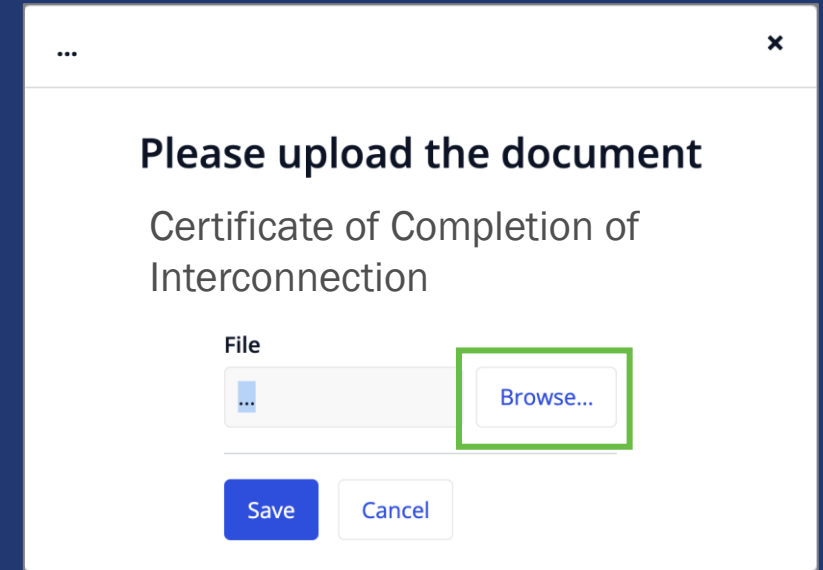 ...
×
Please upload the document
Certificate of Completion of
Interconnection
File
... Browse...
Save Cancel